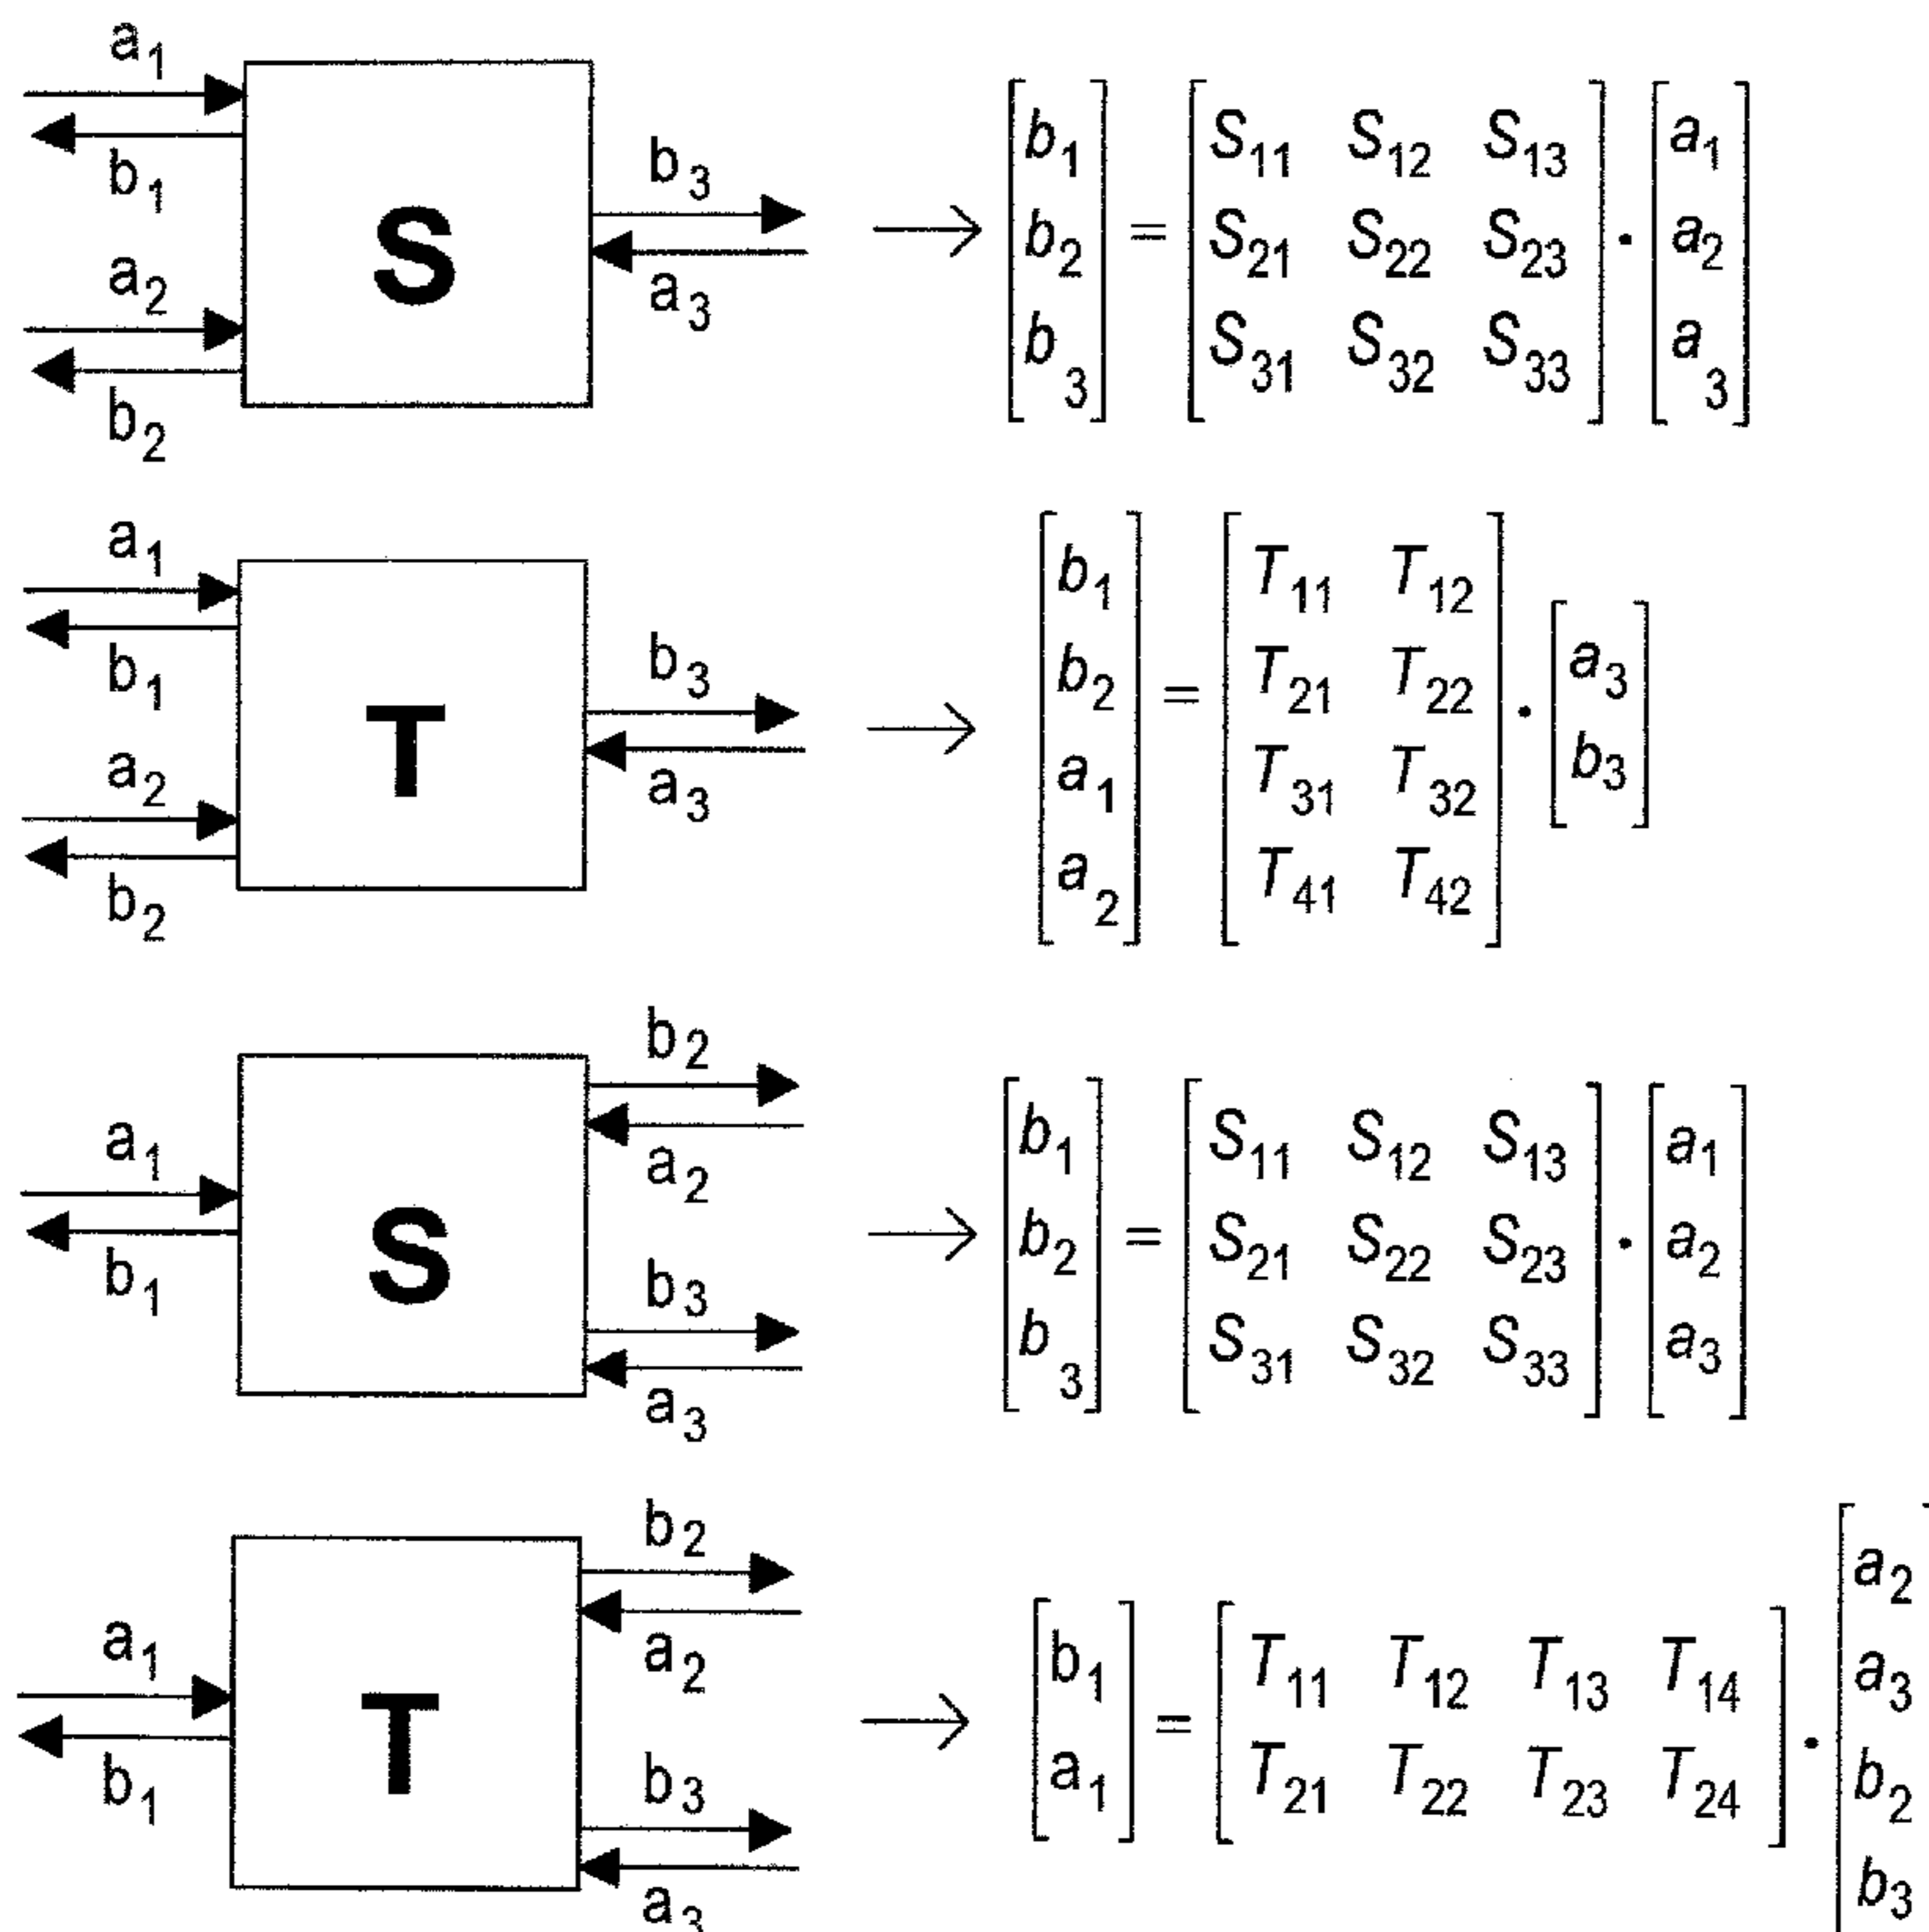 a1
b1
a2
b2
S
b3
a3
→ [b1 b2 b3] = [S11 S12 S13 S21 S22 S23 S31 S32 S33] · [a1 a2 a3]
a1
b1
a2
b2
T
b3
a3
→ [b1 b2 a1 a2] = [T11 T12 T21 T22 T31 T32 T41 T42] · [a3 b3]
a1
b1
S
b2
a2
b3
a3
→ [b1 b2 b3] = [S11 S12 S13 S21 S22 S23 S31 S32 S33] · [a1 a2 a3]
a1
b1
T
b2
a2
b3
a3
→ [b1 a1] = [T11 T12 T13 T14 T21 T22 T23 T24] · [a2 a3 b2 b3]